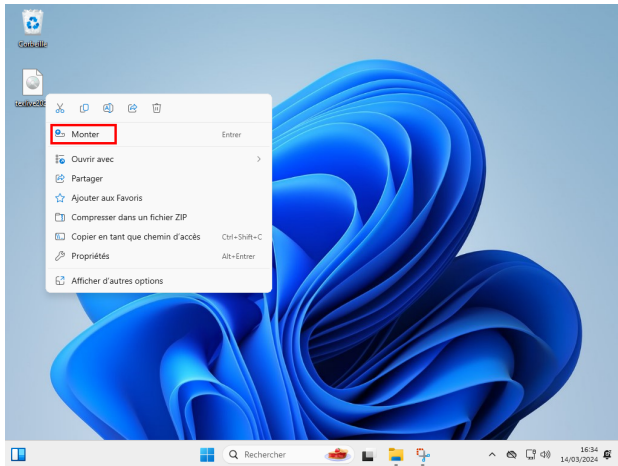 Corbeille
Monter Entrer
Ouvrir avec
Partager
Ajouter aux Favoris
Compresser dans un fichier ZIP
Copier en tant que chemin d'accès Ctrl+Shift+C
Propriétés Alt+Entrer
Afficher d'autres options
Rechercher
16:34
14/03/2024